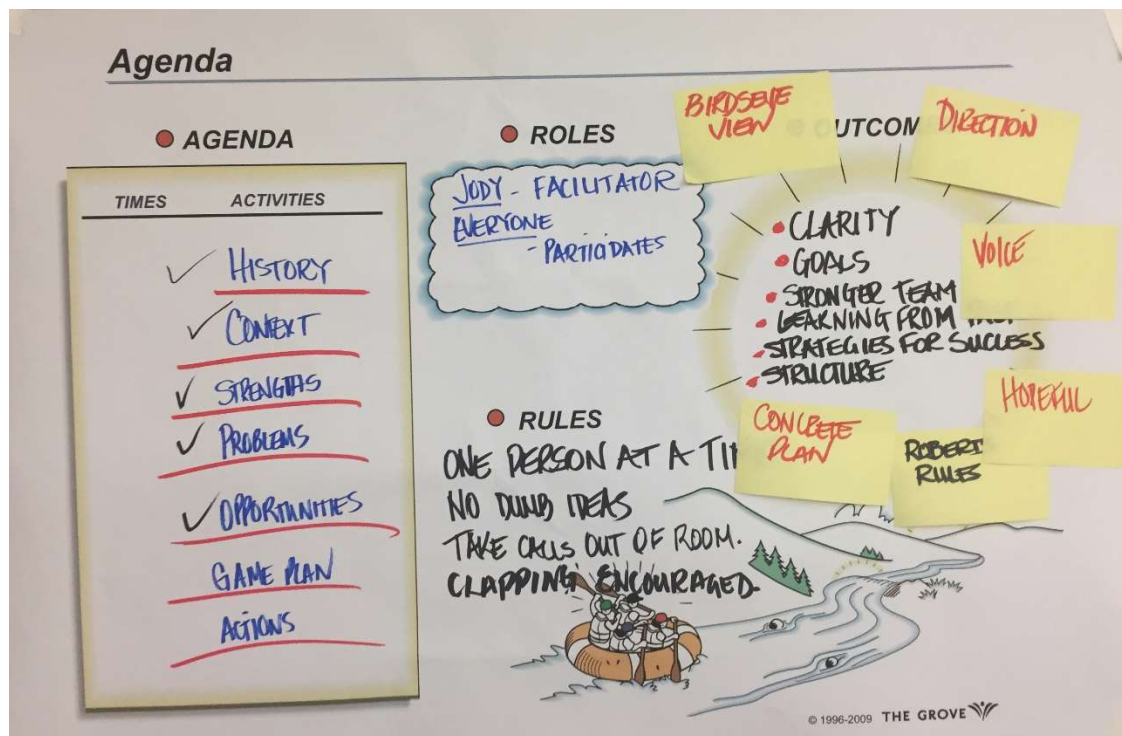 Agenda
AGENDA
TIMES ACTIVITIES
HISTORY
CONTEXT
STRENGTHS
PROBLEMS
OPPORTUNITIES
GAME PLAN
ACTIONS
ROLES
JODY - FACILITATOR
EVERYONE
- PARTICIPATES
RULES
ONE PERSON AT A TI
NO DUMB IDEAS
TAKE CALLS OUT OF ROOM.
CLAPPING ENCOURAGED.
BIRDSEYE
VIEW
OUTCOM
DIRECTION
CLARITY
GOALS
STRONGER TEAM
LEARNING FROM
STRATEGIES FOR SUCCESS
STRUCTURE
VOICE
HOPEFUL
CONCRETE
PLAN
ROBERT
RULES
© 1996-2009 THE GROVE